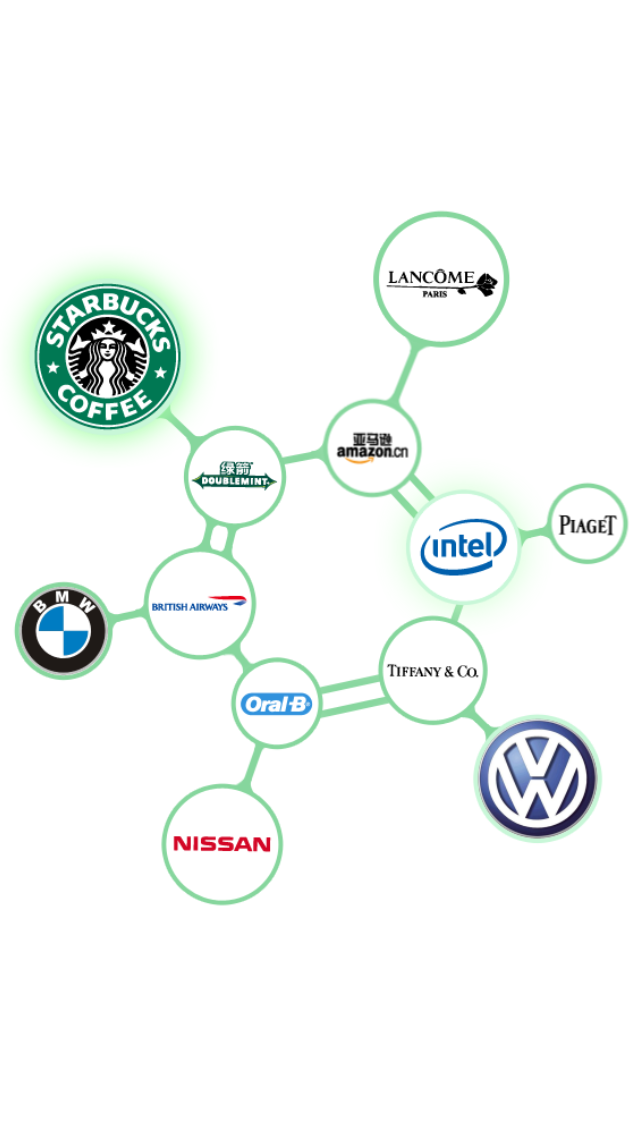 LANCÔME
PARIS
STARBUCKS
COFFEE
亚马逊
amazon.cn
绿箭
DOUBLEMINT
PIAGET
intel
BMW
BRITISH AIRWAYS
TIFFANY & CO.
Oral-B
NISSAN